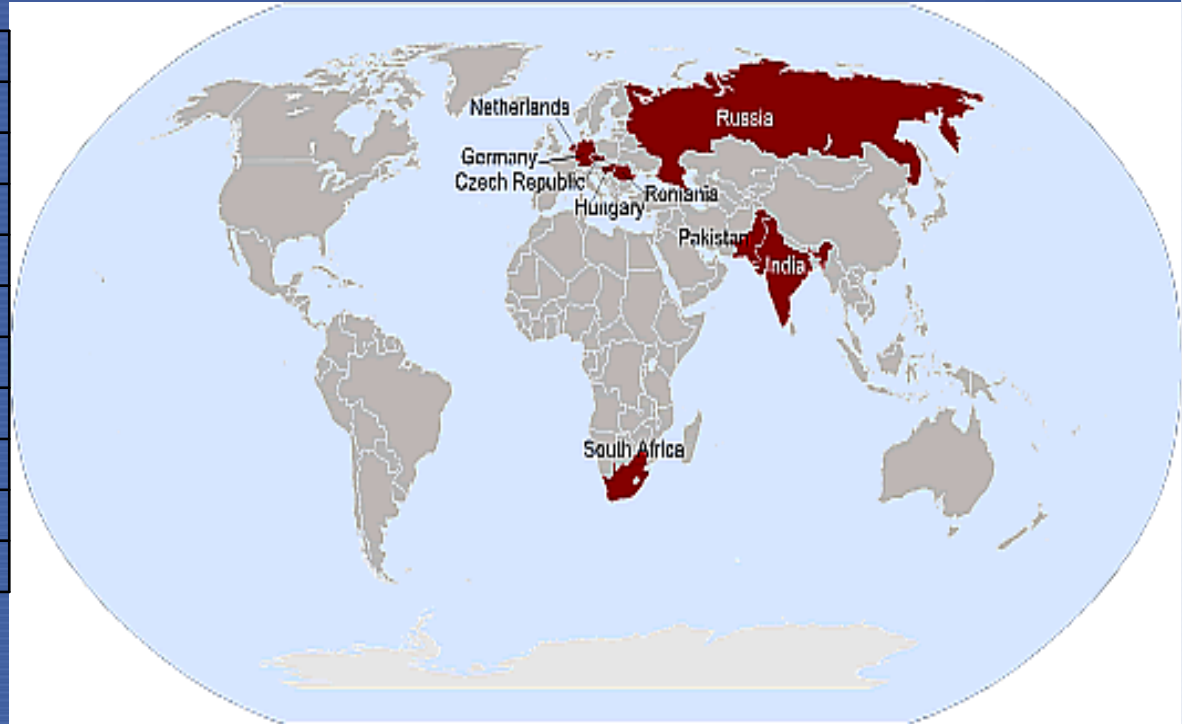 Netherlands
Russia
Germany
Czech Republic
Romania
Hungary
Pakistan
India
South Africa